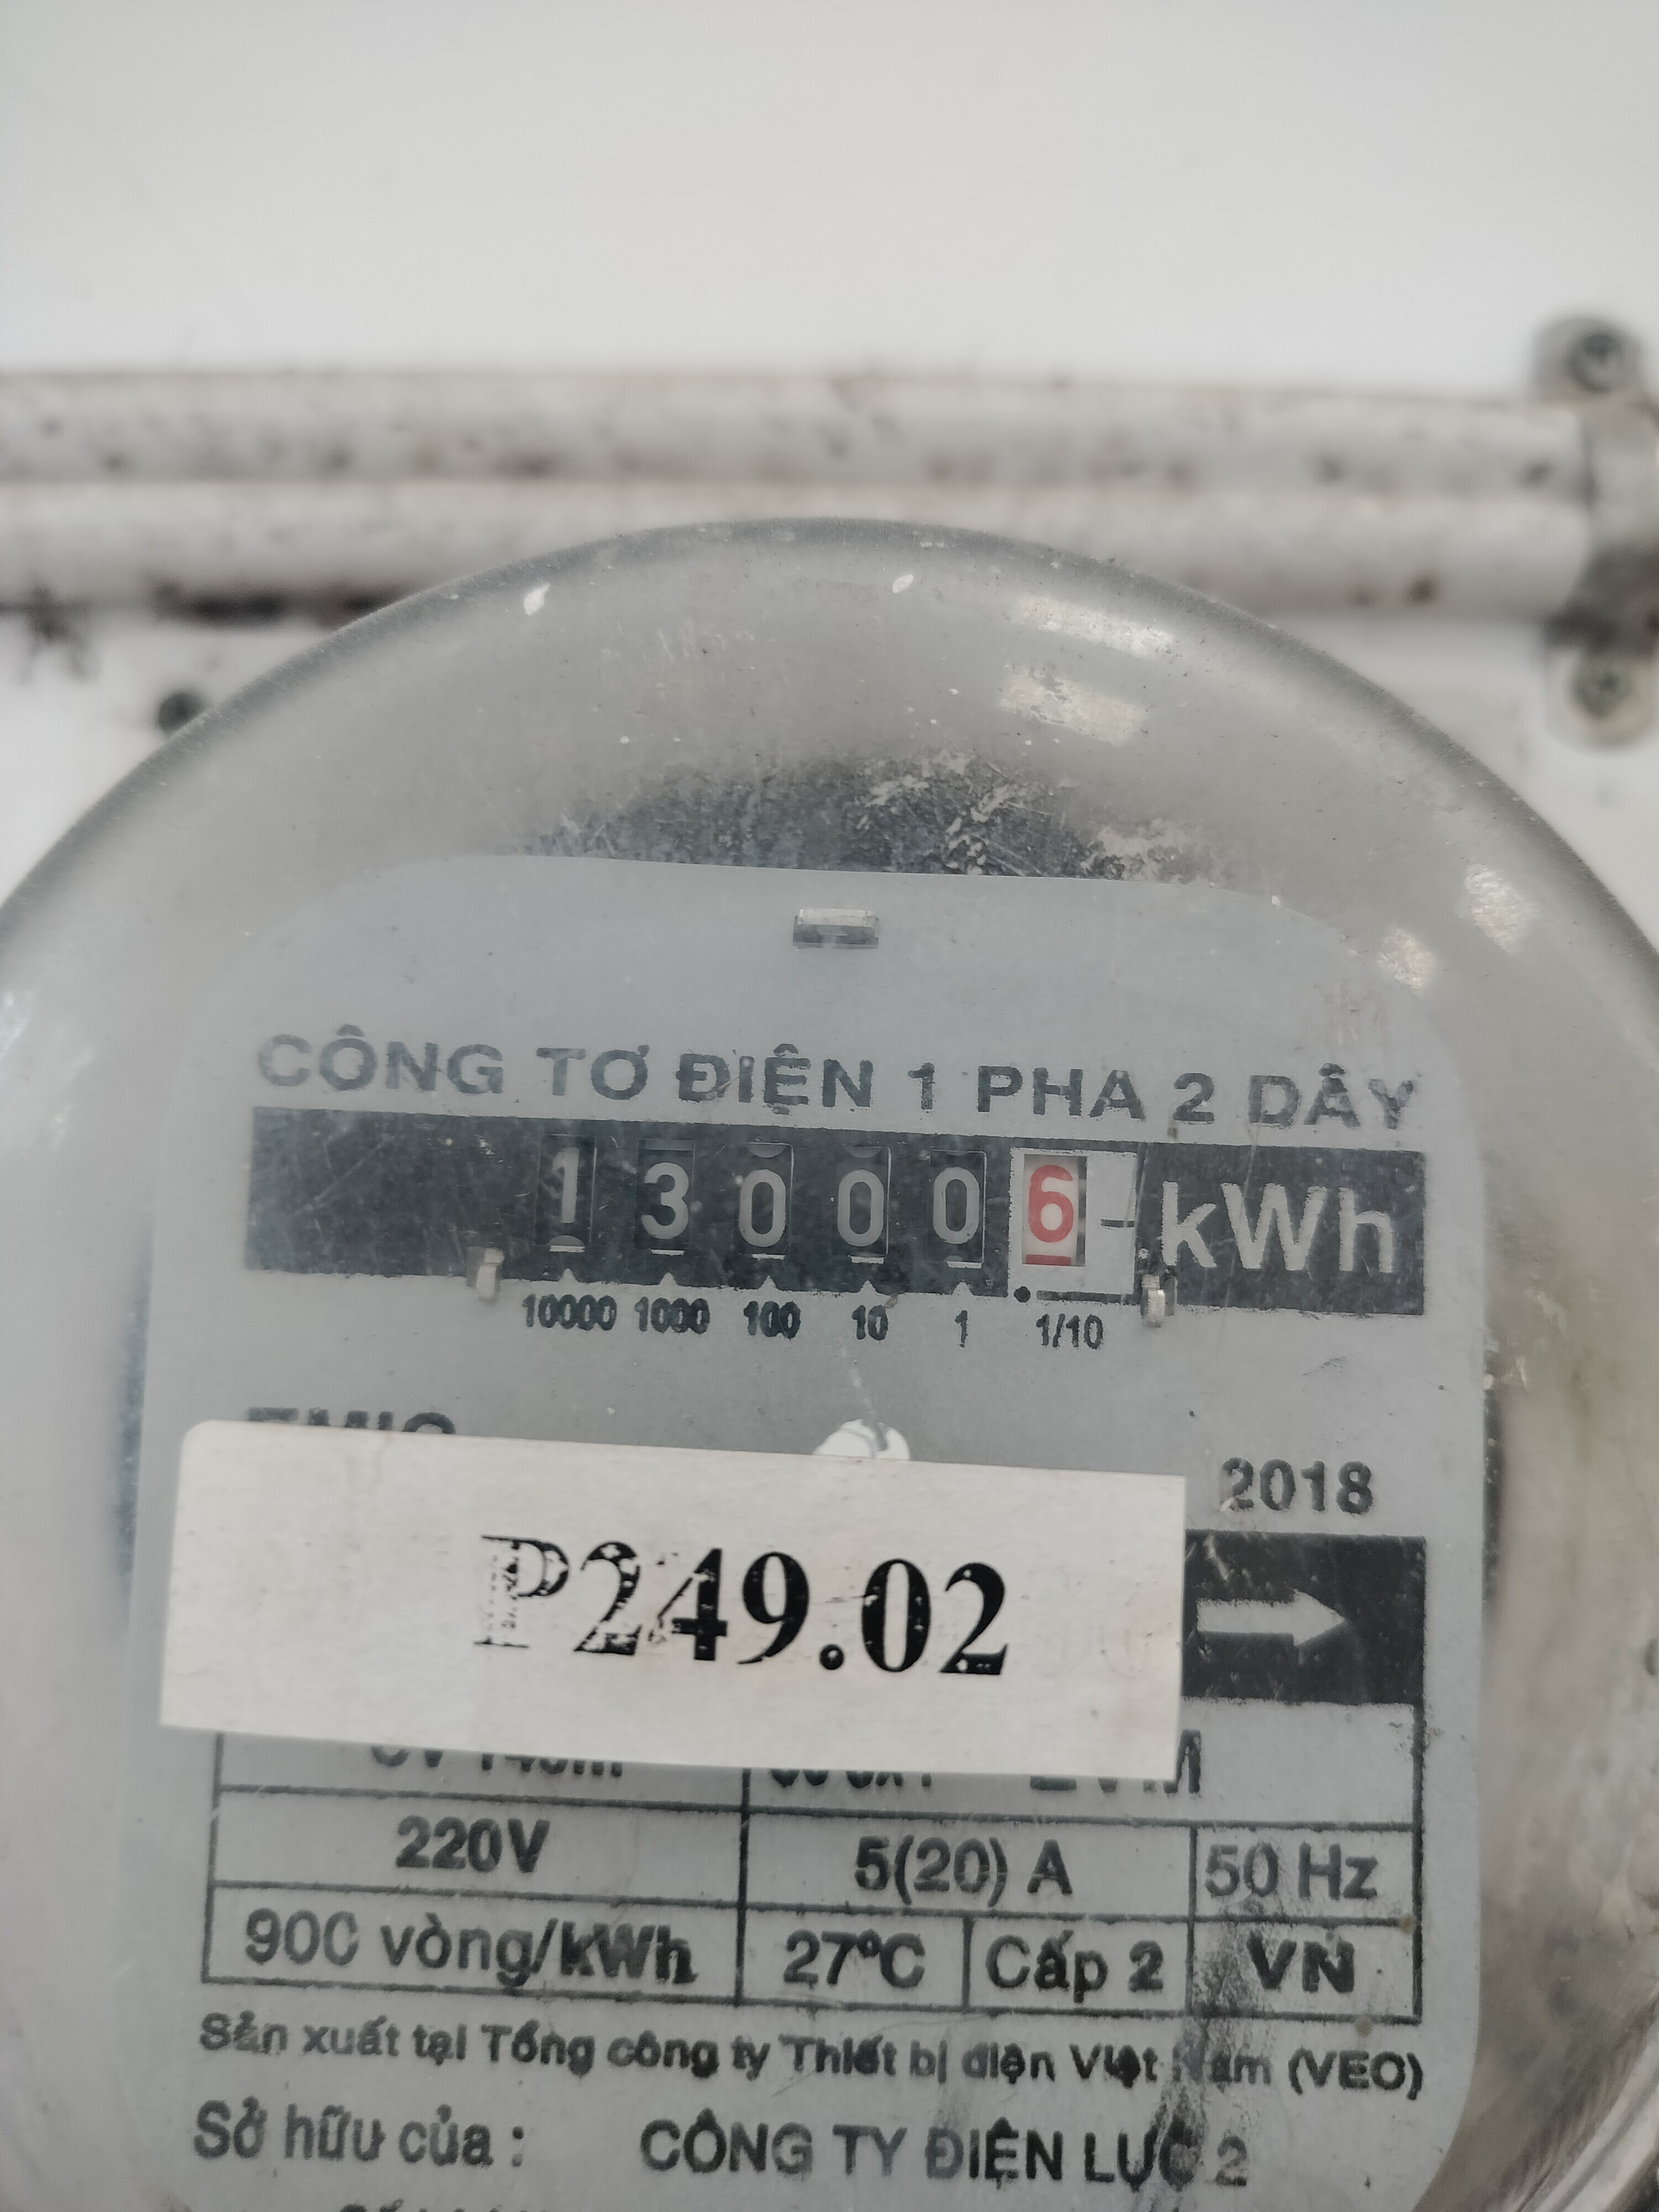 CÔNG TƠ ĐIỆN 1 PHA 2 DÂY
13000 6 kWh
10000 1000 100 10 1 1/10
EMIC
2018
P249.02
220V 5(20) A 50 Hz
900 vòng/kWh 27°C Cấp 2 VN
Sản xuất tại Tổng công ty Thiết bị điện Việt Nam (VEO)
Sở hữu của : CÔNG TY ĐIỆN LỰC 2